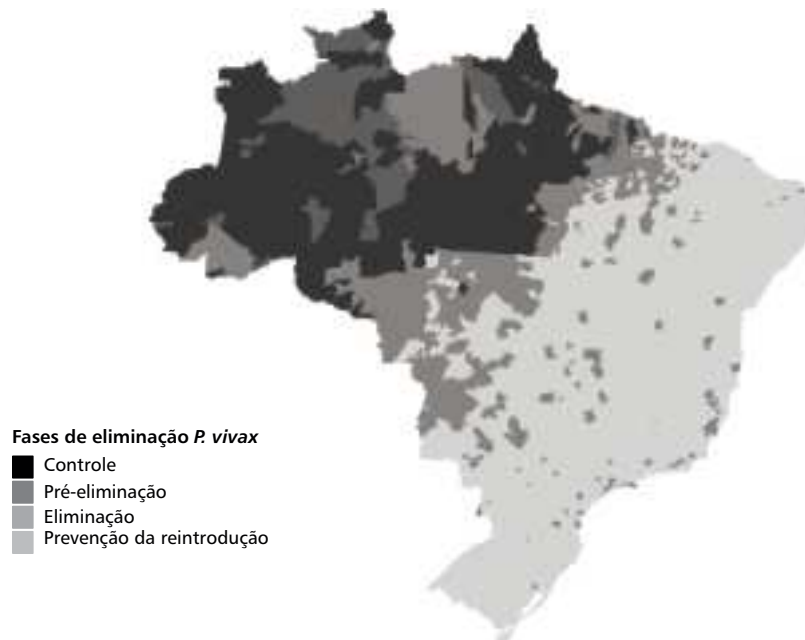 Fases de eliminação P. vivax
Controle
Pré-eliminação
Eliminação
Prevenção da reintrodução